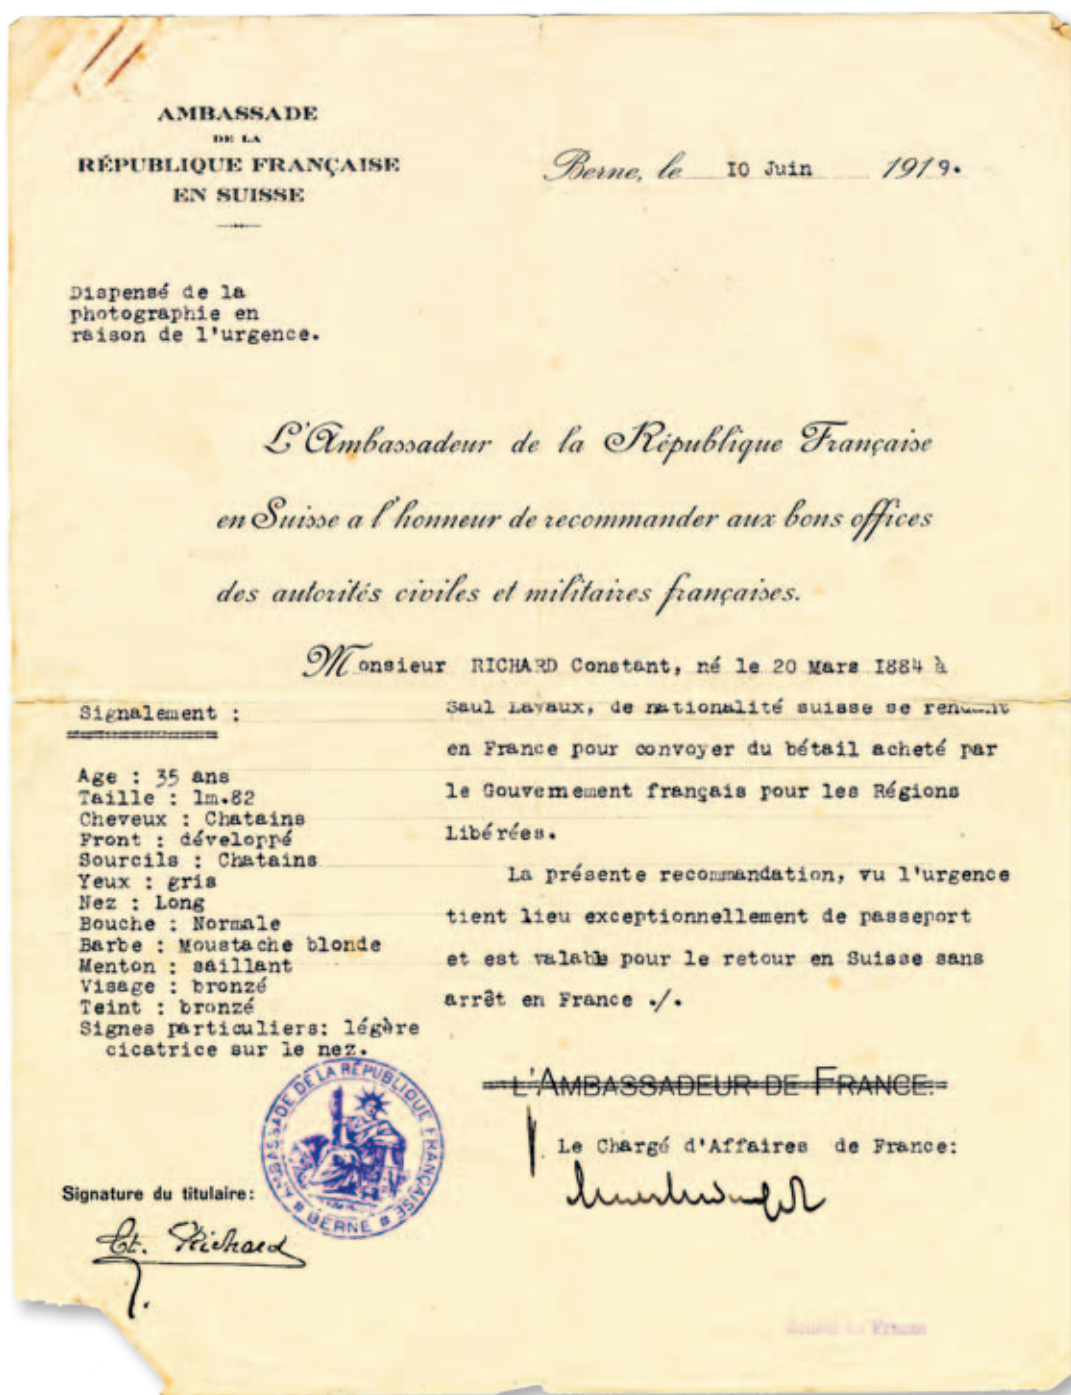 AMBASSADE
DE LA
RÉPUBLIQUE FRANÇAISE
EN SUISSE
Berne, le 10 Juin 1919.
Dispensé de la
photographie en
raison de l'urgence.
L'Ambassadeur de la République Française
en Suisse a l'honneur de recommander aux bons offices
des autorités civiles et militaires françaises.
Monsieur RICHARD Constant, né le 20 Mars 1884 à
Saul Lavaux, de nationalité suisse se rendant
en France pour convoyer du bétail acheté par
le Gouvernement français pour les Régions
Libérées.
La présente recommandation, vu l'urgence
tient lieu exceptionnellement de passeport
et est valable pour le retour en Suisse sans
arrêt en France ./.
Signalement :
Age : 35 ans
Taille : 1m.82
Cheveux : Chatains
Front : développé
Sourcils : Chatains
Yeux : gris
Nez : Long
Bouche : Normale
Barbe : Moustache blonde
Menton : saillant
Visage : bronzé
Teint : bronzé
Signes particuliers: légère
cicatrice sur le nez.
L'AMBASSADEUR DE FRANCE.
Le Chargé d'Affaires de France:
AMBASSADE DE LA RÉPUBLIQUE FRANÇAISE
BERNE
Signature du titulaire:
Ct. Richard
de France